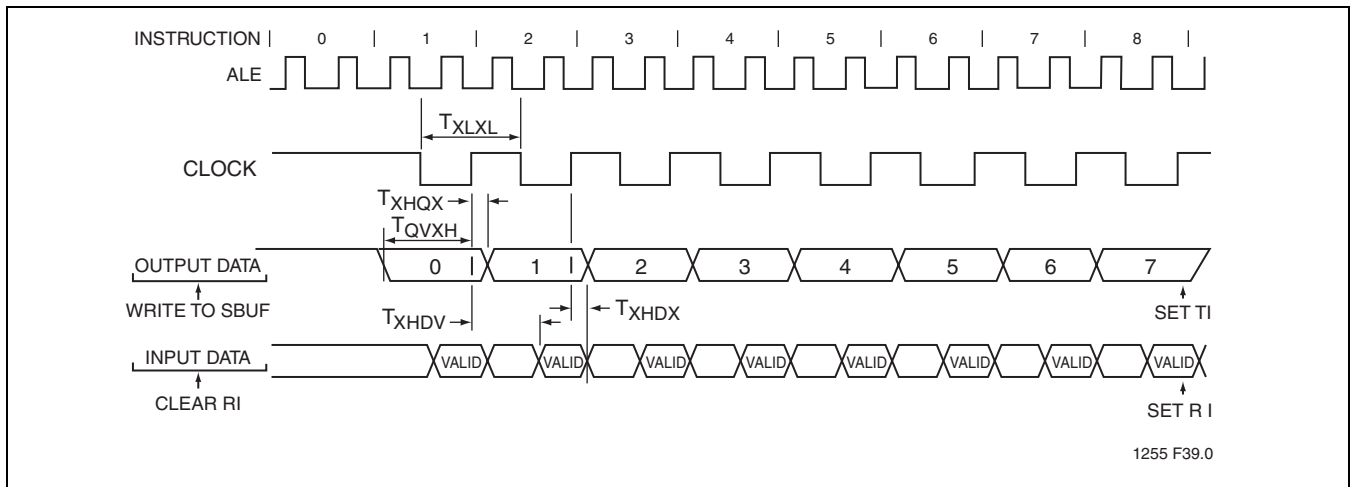 INSTRUCTION | 0 | 1 | 2 | 3 | 4 | 5 | 6 | 7 | 8 |
ALE
TXLXL
CLOCK
TXHQX
TQVXH
OUTPUT DATA 0 1 2 3 4 5 6 7
WRITE TO SBUF
TXHDV
TXHDX
SET TI
INPUT DATA VALID VALID VALID VALID VALID VALID VALID VALID
CLEAR RI
SET R I
1255 F39.0